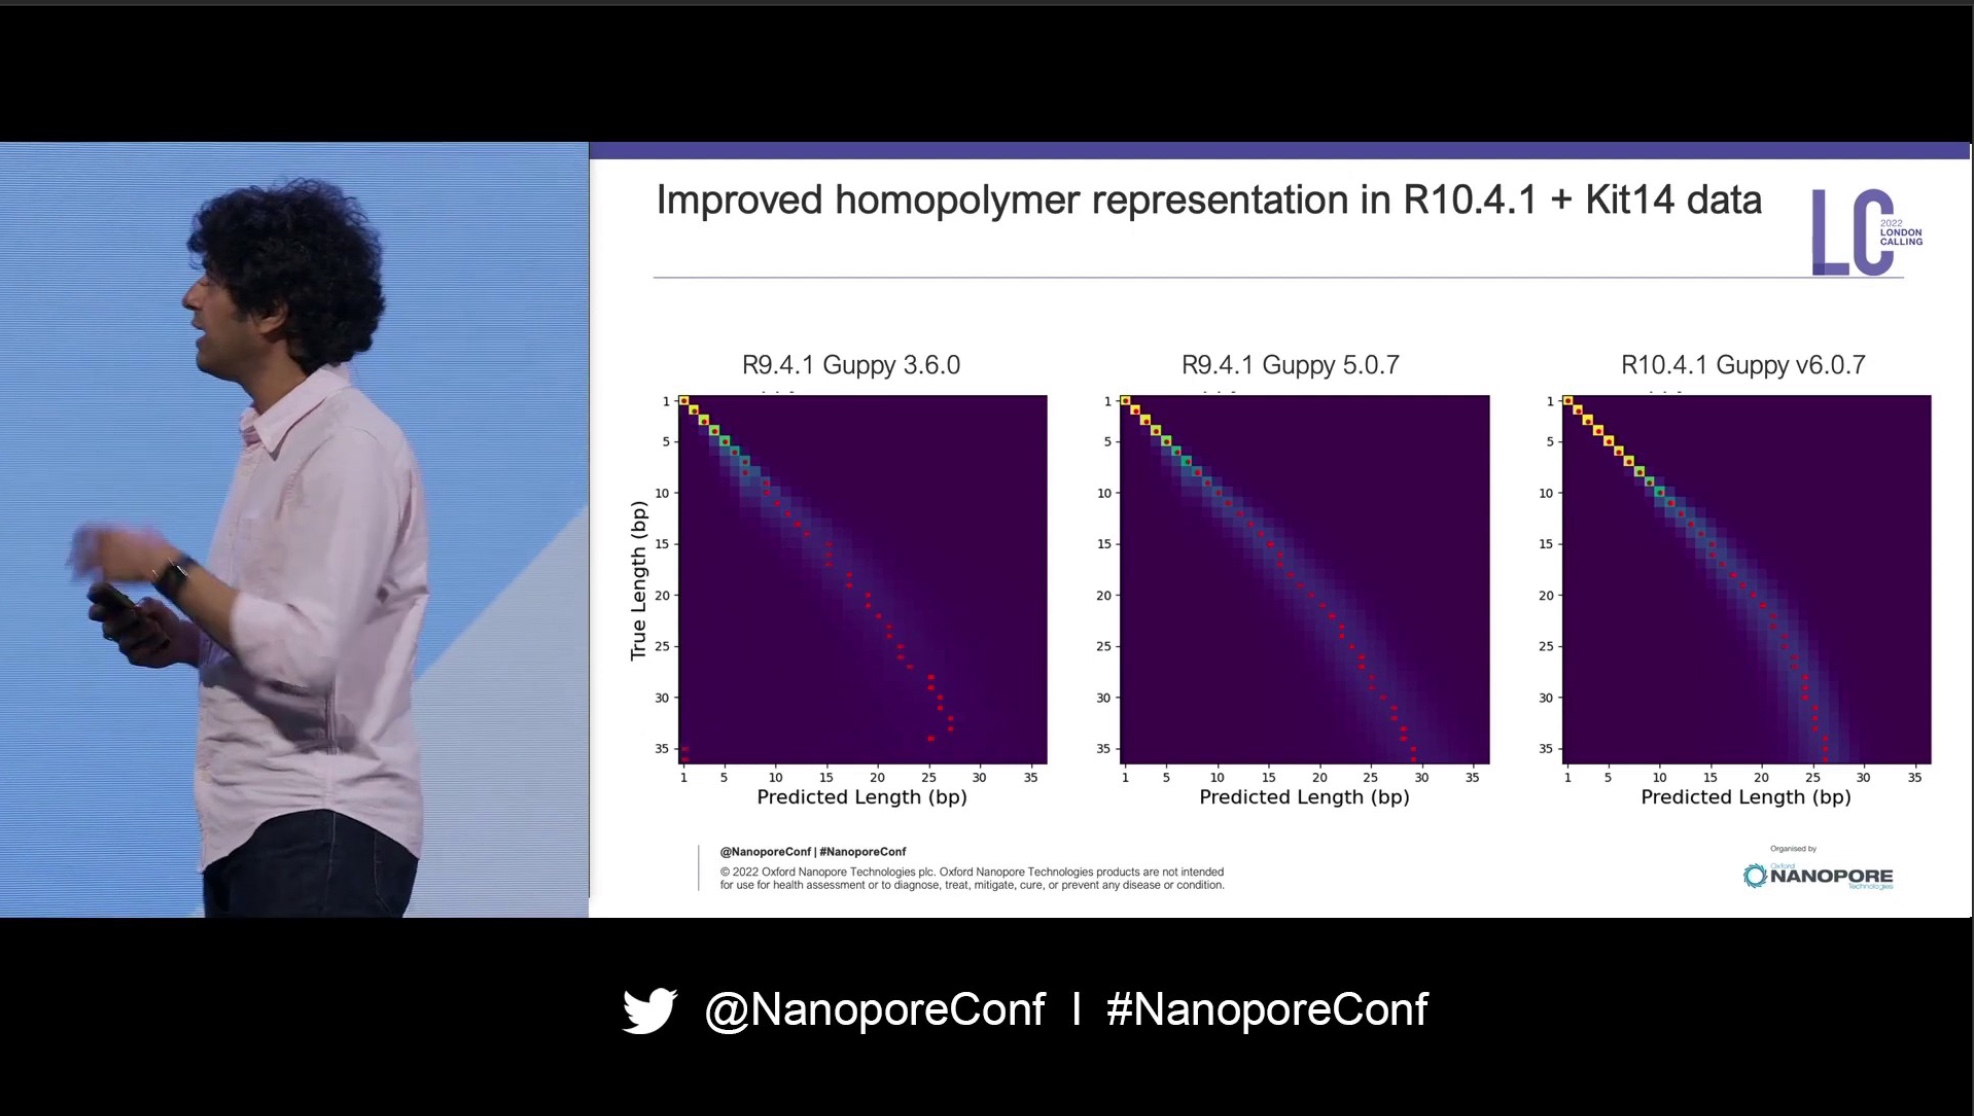 Improved homopolymer representation in R10.4.1 + Kit14 data
LC
2022
LONDON
CALLING
R9.4.1 Guppy 3.6.0
R9.4.1 Guppy 5.0.7
R10.4.1 Guppy v6.0.7
True Length (bp)
1
5
10
15
20
25
30
35
1 5 10 15 20 25 30 35
Predicted Length (bp)
1
5
10
15
20
25
30
35
1 5 10 15 20 25 30 35
Predicted Length (bp)
1
5
10
15
20
25
30
35
1 5 10 15 20 25 30 35
Predicted Length (bp)
@NanoporeConf | #NanoporeConf
© 2022 Oxford Nanopore Technologies plc. Oxford Nanopore Technologies products are not intended
for use for health assessment or to diagnose, treat, mitigate, cure, or prevent any disease or condition.
Organised by
Oxford
NANOPORE
Technologies
@NanoporeConf | #NanoporeConf